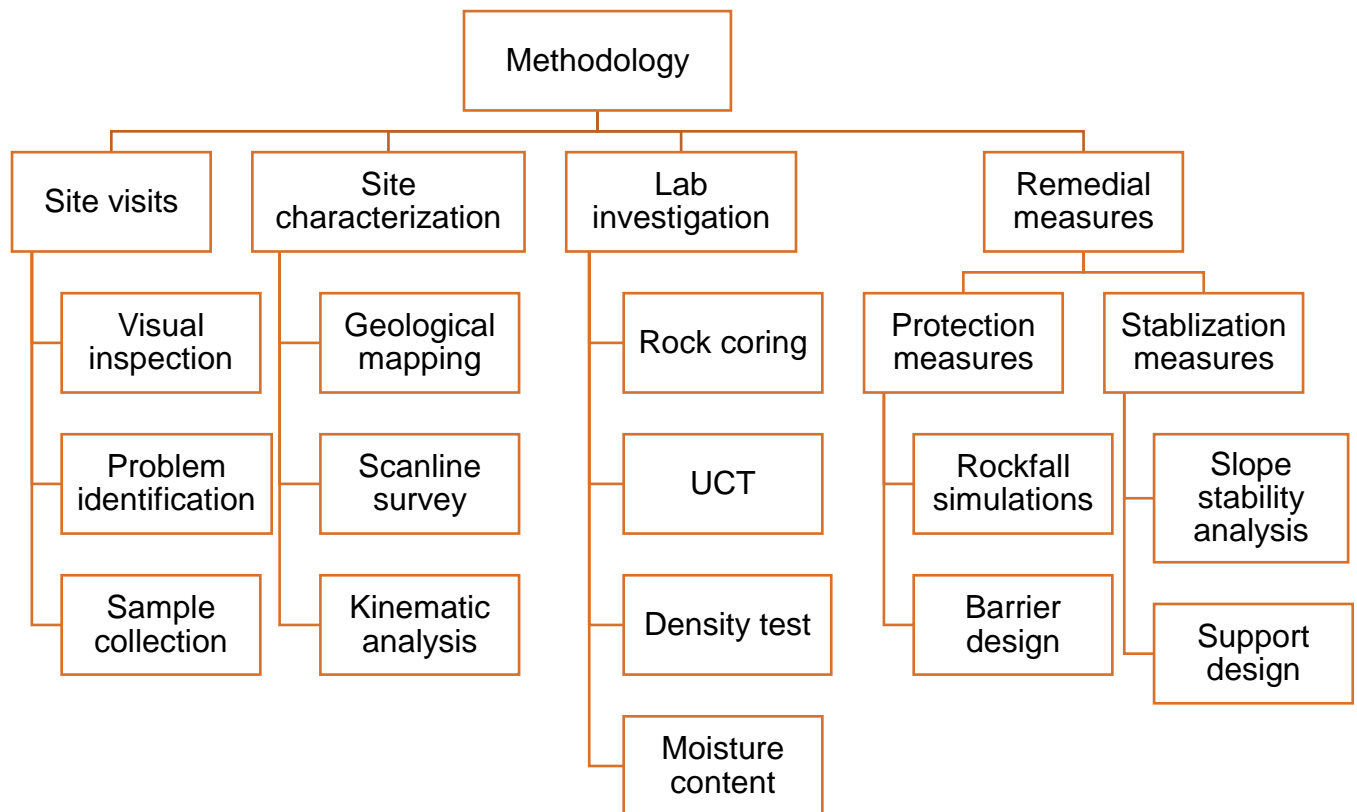 Methodology
Site visits
Site
characterization
Lab
investigation
Remedial
measures
Visual
inspection
Problem
identification
Sample
collection
Geological
mapping
Scanline
survey
Kinematic
analysis
Rock coring
UCT
Density test
Moisture
content
Protection
measures
Rockfall
simulations
Barrier
design
Stablization
measures
Slope
stability
analysis
Support
design